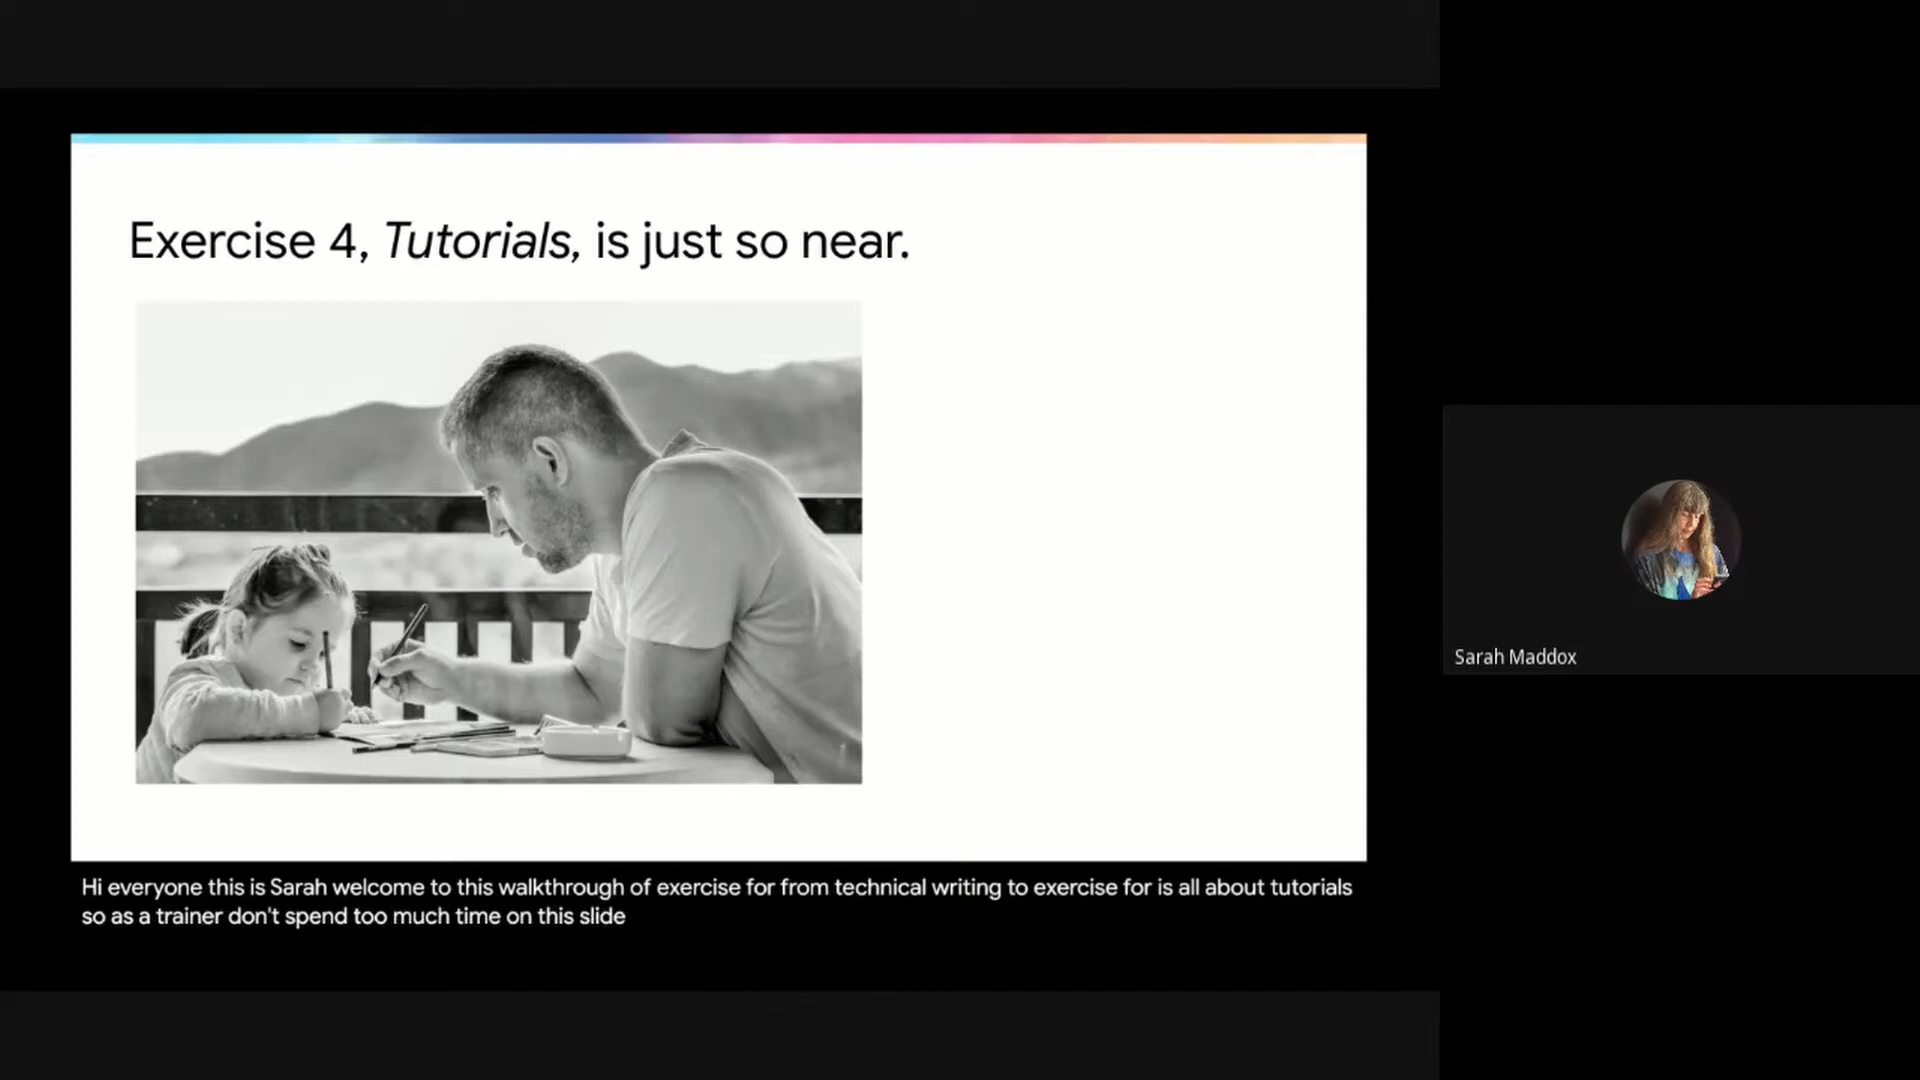 Exercise 4, Tutorials, is just so near.
Sarah Maddox
Hi everyone this is Sarah welcome to this walkthrough of exercise for from technical writing to exercise for is all about tutorials
so as a trainer don't spend too much time on this slide